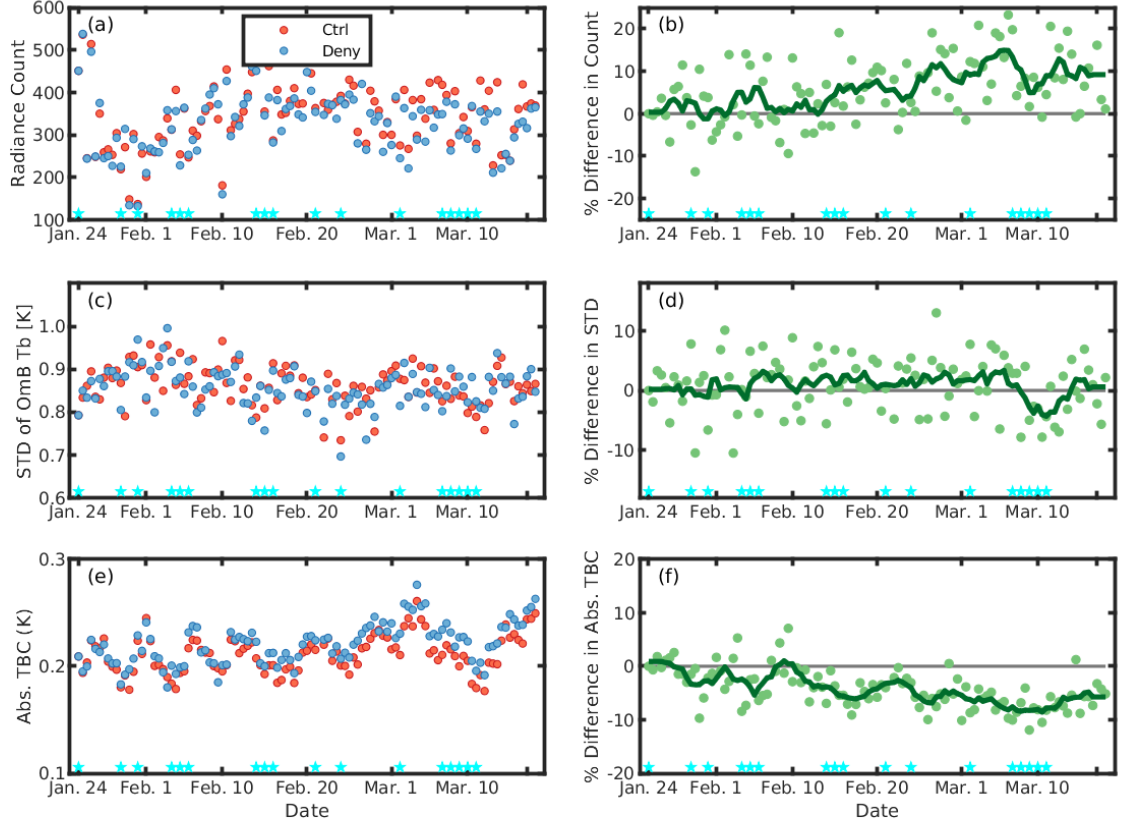 (a)
Ctrl
Deny
Radiance Count
600
500
400
300
200
100
Jan. 24 Feb. 1 Feb. 10 Feb. 20 Mar. 1 Mar. 10
(b)
% Difference in Count
20
10
0
-10
-20
Jan. 24 Feb. 1 Feb. 10 Feb. 20 Mar. 1 Mar. 10
(c)
STD of OmB Tb [K]
1.0
0.9
0.8
0.7
0.6
Jan. 24 Feb. 1 Feb. 10 Feb. 20 Mar. 1 Mar. 10
(d)
% Difference in STD
10
0
-10
Jan. 24 Feb. 1 Feb. 10 Feb. 20 Mar. 1 Mar. 10
(e)
Abs. TBC (K)
0.3
0.2
0.1
Jan. 24 Feb. 1 Feb. 10 Feb. 20 Mar. 1 Mar. 10
Date
(f)
% Difference in Abs. TBC
20
10
0
-10
-20
Jan. 24 Feb. 1 Feb. 10 Feb. 20 Mar. 1 Mar. 10
Date